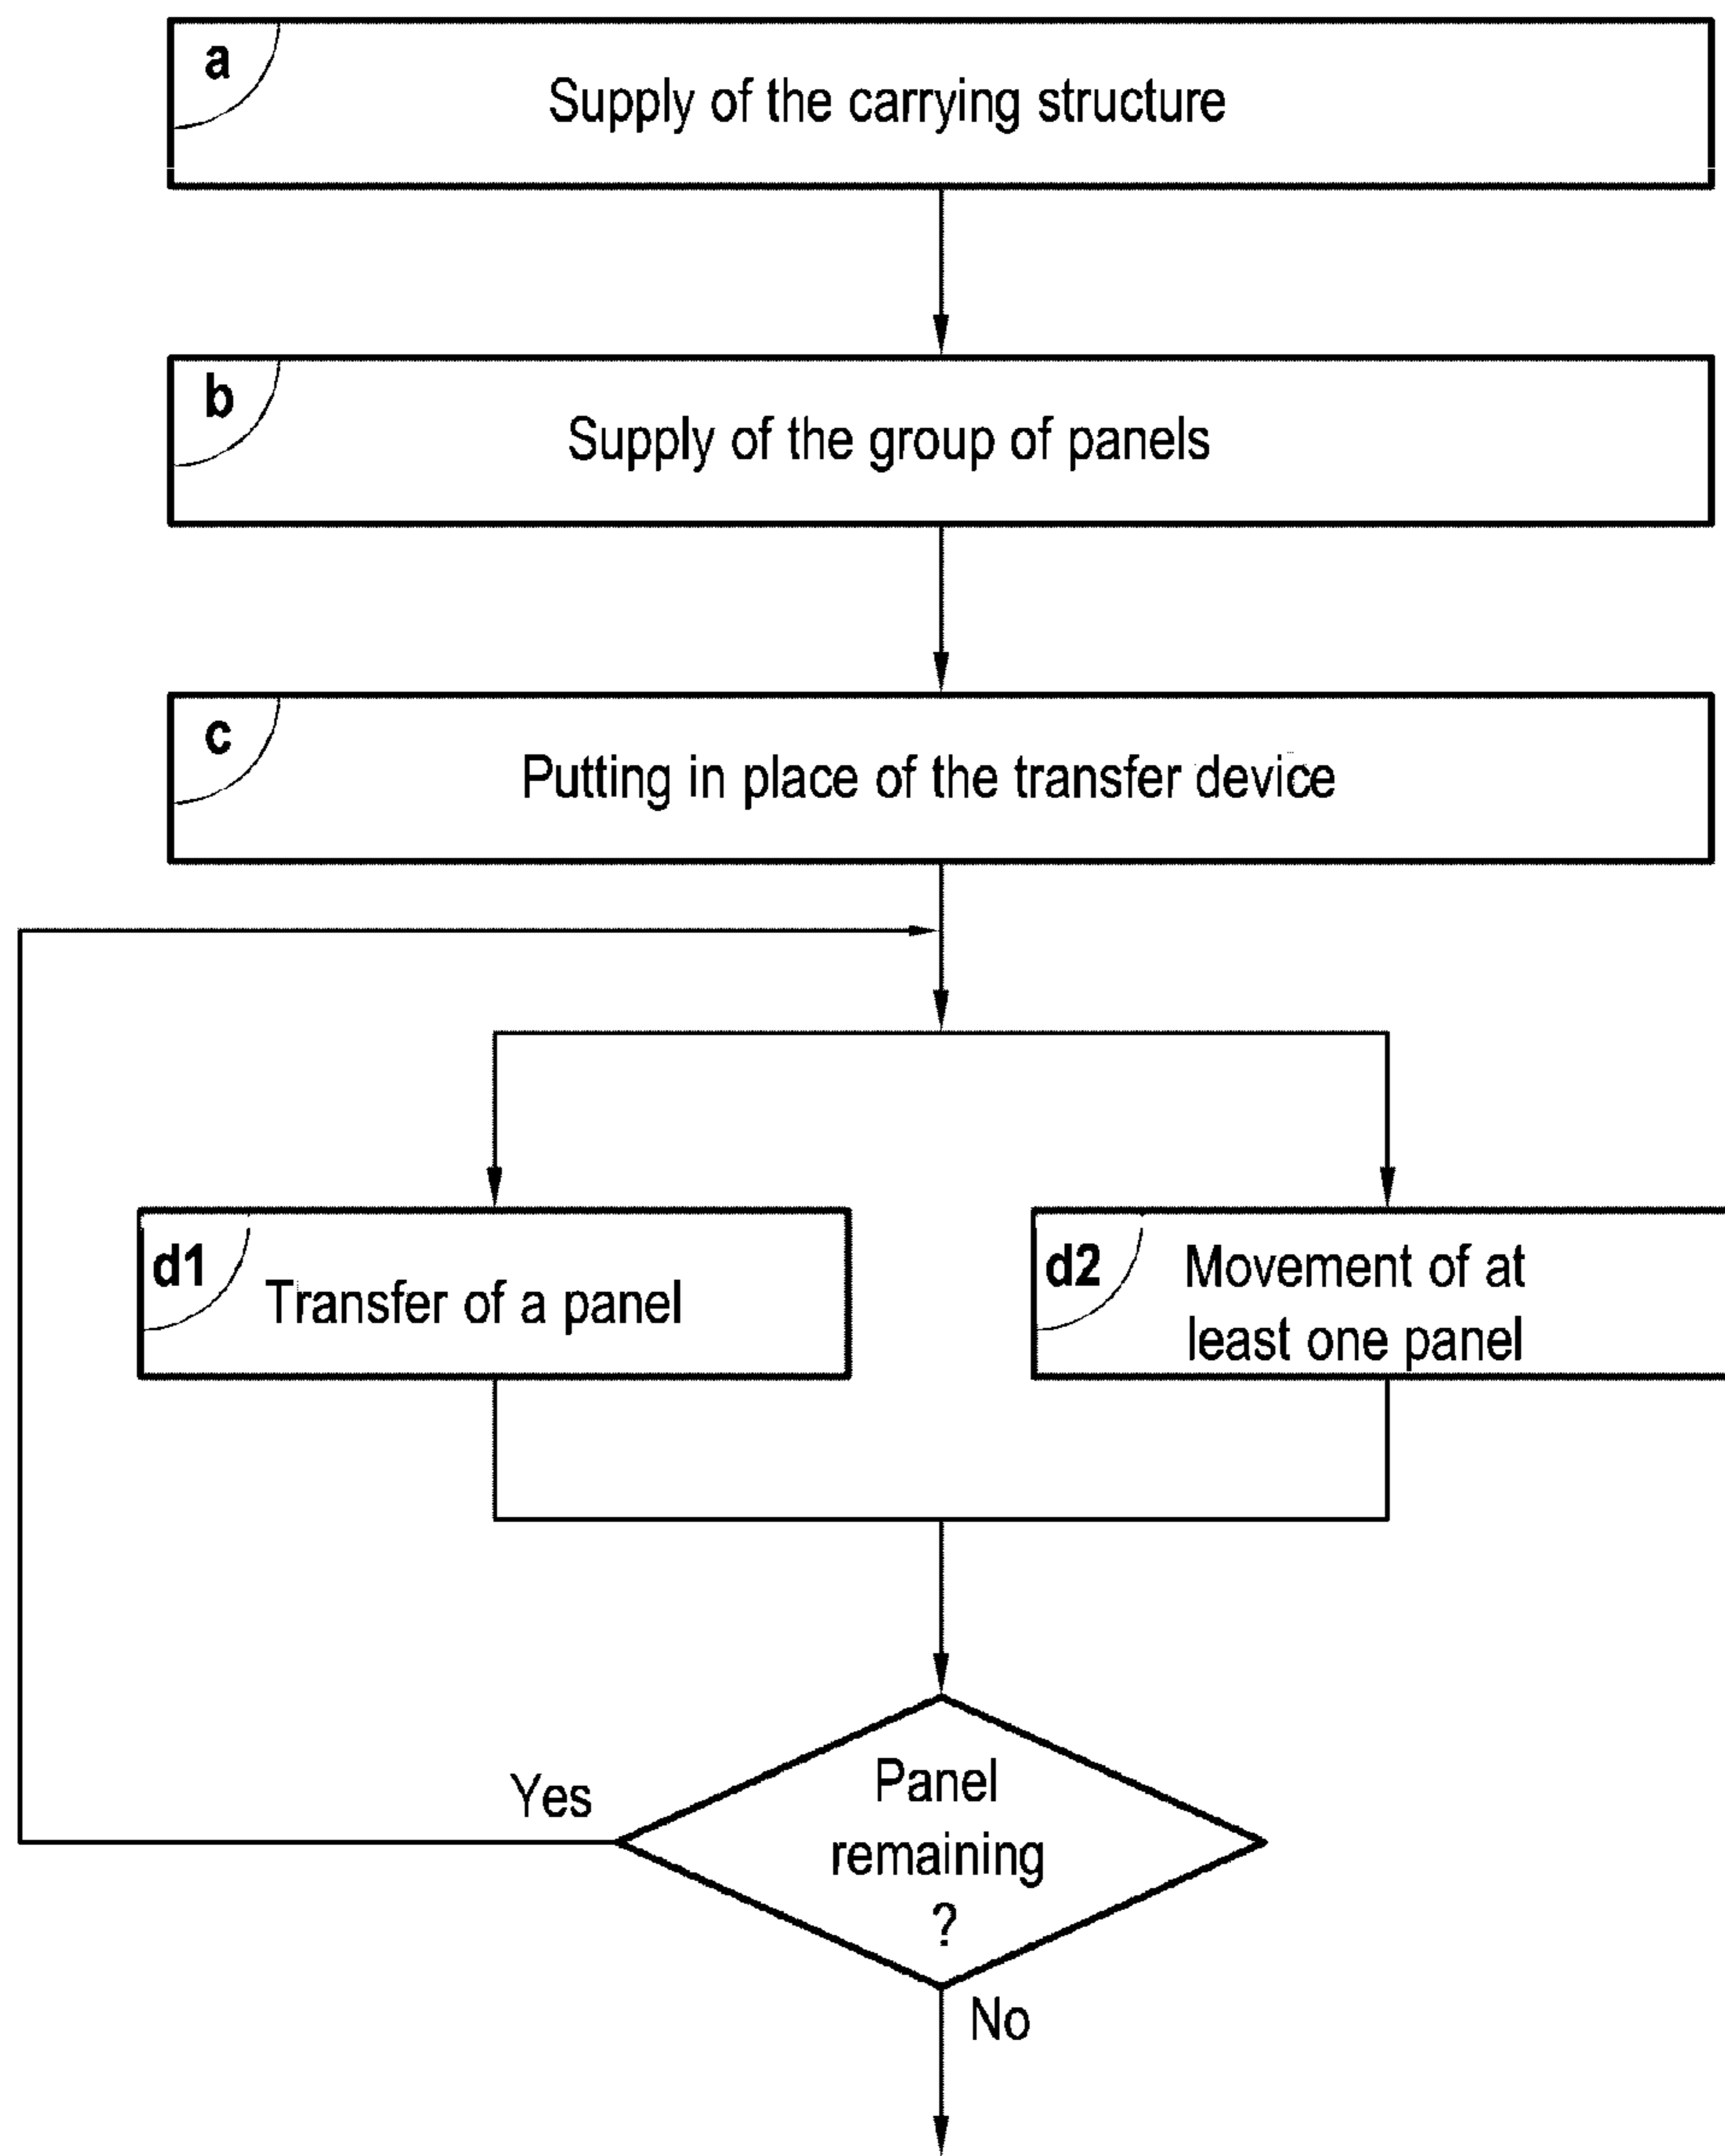 a
Supply of the carrying structure
b
Supply of the group of panels
c
Putting in place of the transfer device
d1
Transfer of a panel
d2
Movement of at
least one panel
Yes
Panel
remaining
?
No